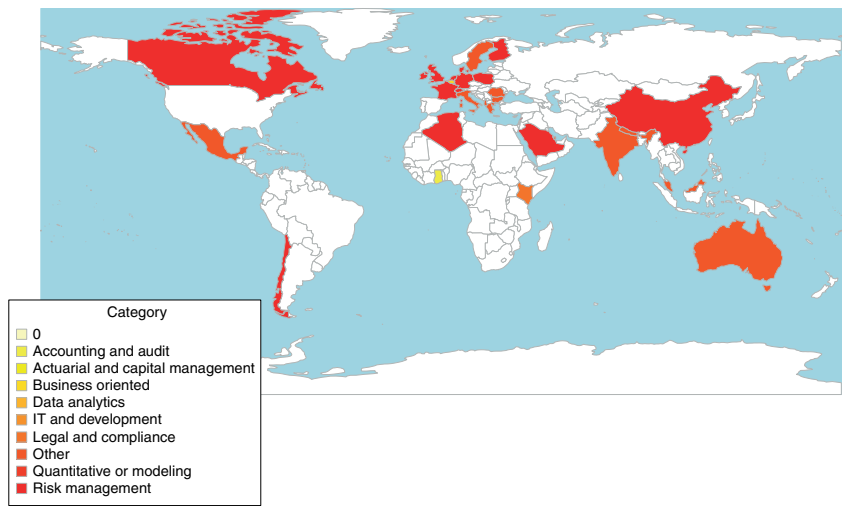 Category
0
Accounting and audit
Actuarial and capital management
Business oriented
Data analytics
IT and development
Legal and compliance
Other
Quantitative or modeling
Risk management